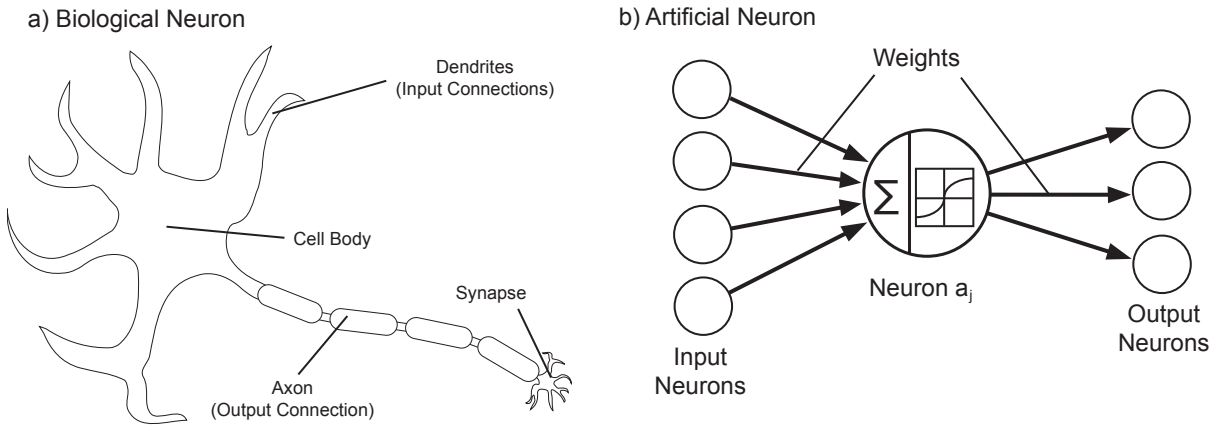 a) Biological Neuron
Dendrites
(Input Connections)
Cell Body
Synapse
Axon
(Output Connection)
b) Artificial Neuron
Weights
Σ
Neuron aj
Input
Neurons
Output
Neurons